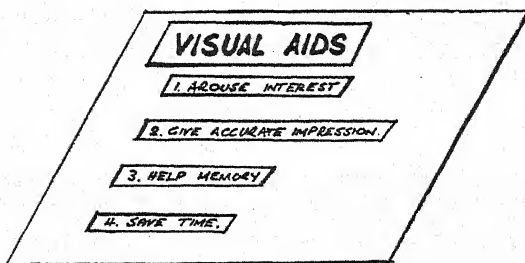 VISUAL AIDS
1. AROUSE INTEREST
2. GIVE ACCURATE IMPRESSION.
3. HELP MEMORY
4. SAVE TIME.